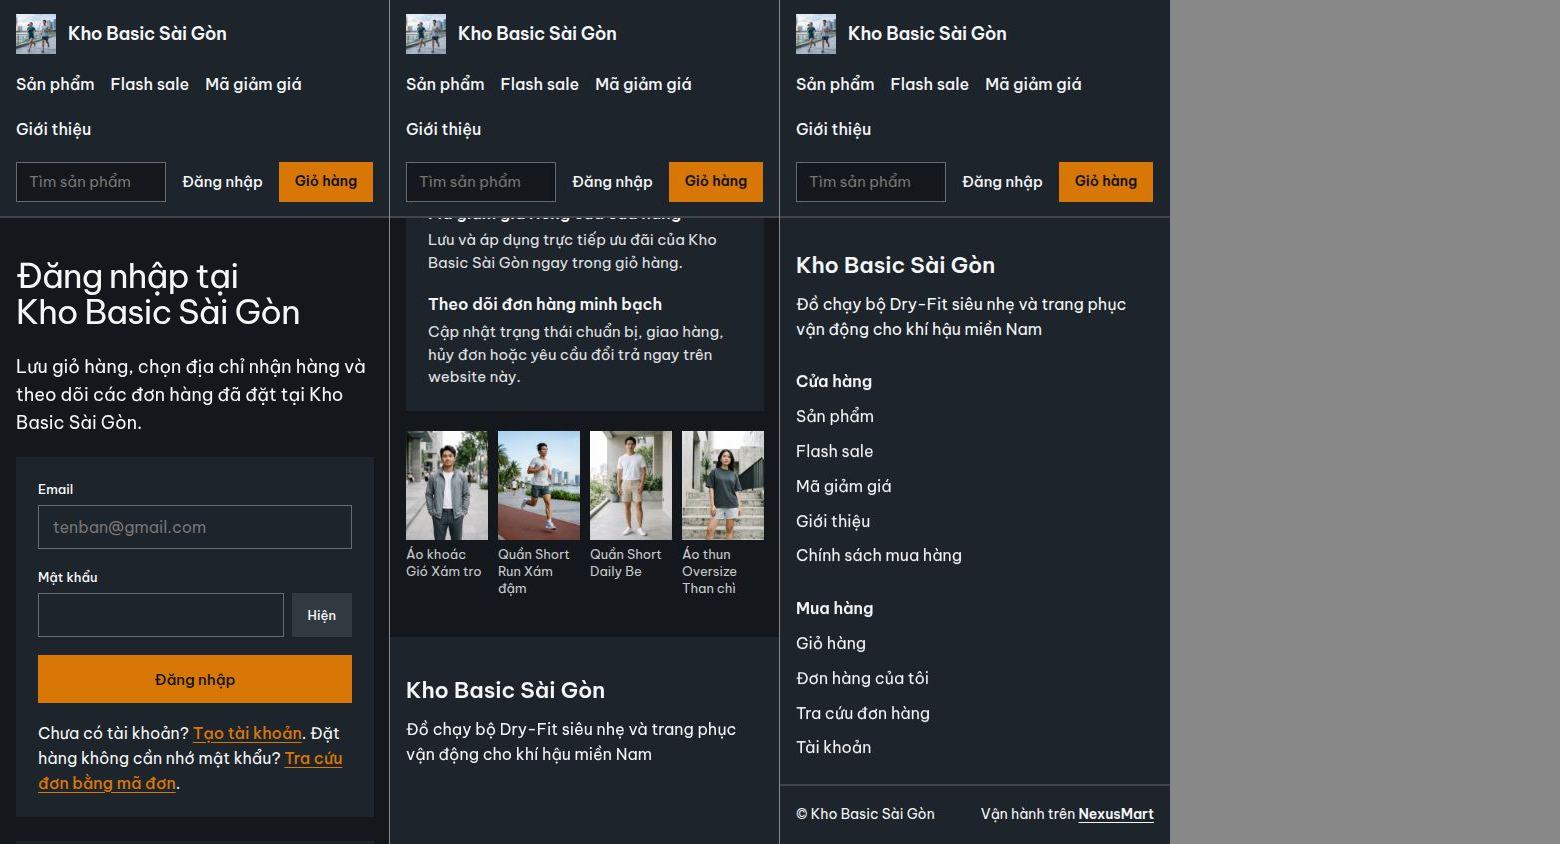 Kho Basic Sài Gòn
Sản phẩm Flash sale Mã giảm giá
Giới thiệu
Tìm sản phẩm Đăng nhập Giỏ hàng
Đăng nhập tại
Kho Basic Sài Gòn
Lưu giỏ hàng, chọn địa chỉ nhận hàng và
theo dõi các đơn hàng đã đặt tại Kho
Basic Sài Gòn.
Email
tenban@gmail.com
Mật khẩu
Hiện
Đăng nhập
Chưa có tài khoản? Tạo tài khoản. Đặt
hàng không cần nhớ mật khẩu? Tra cứu
đơn bằng mã đơn.
Kho Basic Sài Gòn
Sản phẩm Flash sale Mã giảm giá
Giới thiệu
Tìm sản phẩm Đăng nhập Giỏ hàng
Lưu và áp dụng trực tiếp ưu đãi của Kho
Basic Sài Gòn ngay trong giỏ hàng.
Theo dõi đơn hàng minh bạch
Cập nhật trạng thái chuẩn bị, giao hàng,
hủy đơn hoặc yêu cầu đổi trả ngay trên
website này.
Áo khoác
Gió Xám tro
Quần Short
Run Xám
đậm
Quần Short
Daily Be
Áo thun
Oversize
Than chì
Kho Basic Sài Gòn
Đồ chạy bộ Dry-Fit siêu nhẹ và trang phục
vận động cho khí hậu miền Nam
Kho Basic Sài Gòn
Sản phẩm Flash sale Mã giảm giá
Giới thiệu
Tìm sản phẩm Đăng nhập Giỏ hàng
Kho Basic Sài Gòn
Đồ chạy bộ Dry-Fit siêu nhẹ và trang phục
vận động cho khí hậu miền Nam
Cửa hàng
Sản phẩm
Flash sale
Mã giảm giá
Giới thiệu
Chính sách mua hàng
Mua hàng
Giỏ hàng
Đơn hàng của tôi
Tra cứu đơn hàng
Tài khoản
© Kho Basic Sài Gòn Vận hành trên NexusMart